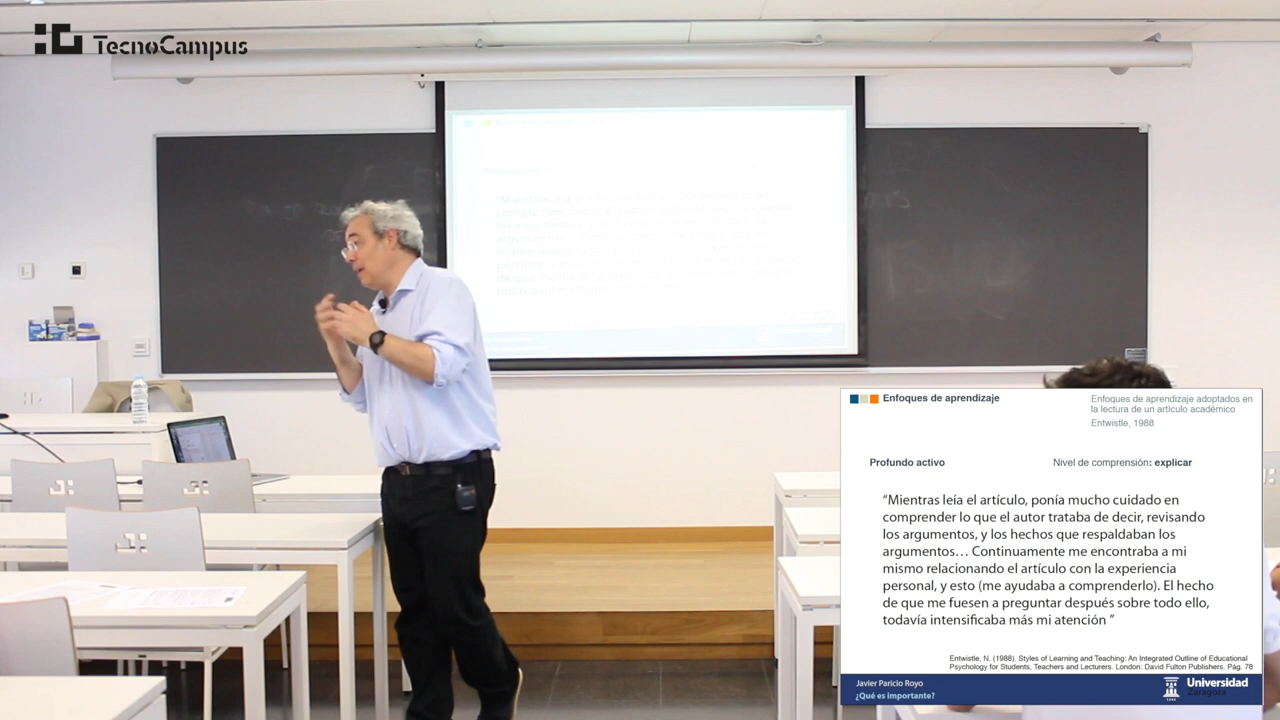 TecnoCampus
Enfoques de aprendizaje
Enfoques de aprendizaje adoptados en
la lectura de un artículo académico
Entwistle, 1988
Profundo activo
Nivel de comprensión: explicar
“Mientras leía el artículo, ponía mucho cuidado en
comprender lo que el autor trataba de decir, revisando
los argumentos, y los hechos que respaldaban los
argumentos… Continuamente me encontraba a mi
mismo relacionando el artículo con la experiencia
personal, y esto (me ayudaba a comprenderlo). El hecho
de que me fuesen a preguntar después sobre todo ello,
todavía intensificaba más mi atención ”
Entwistle, N. (1988). Styles of Learning and Teaching: An Integrated Outline of Educational
Psychology for Students, Teachers and Lecturers. London: David Fulton Publishers. Pág. 78
Javier Paricio Royo
¿Qué es importante?
Universidad
Zaragoza